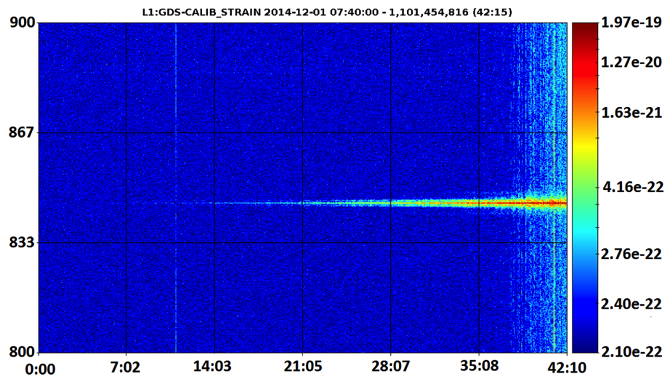 L1:GDS-CALIB_STRAIN 2014-12-01 07:40:00 - 1,101,454,816 (42:15)
900
867
833
800
0:00 7:02 14:03 21:05 28:07 35:08 42:10
1.97e-19
1.27e-20
1.63e-21
4.16e-22
2.76e-22
2.40e-22
2.10e-22